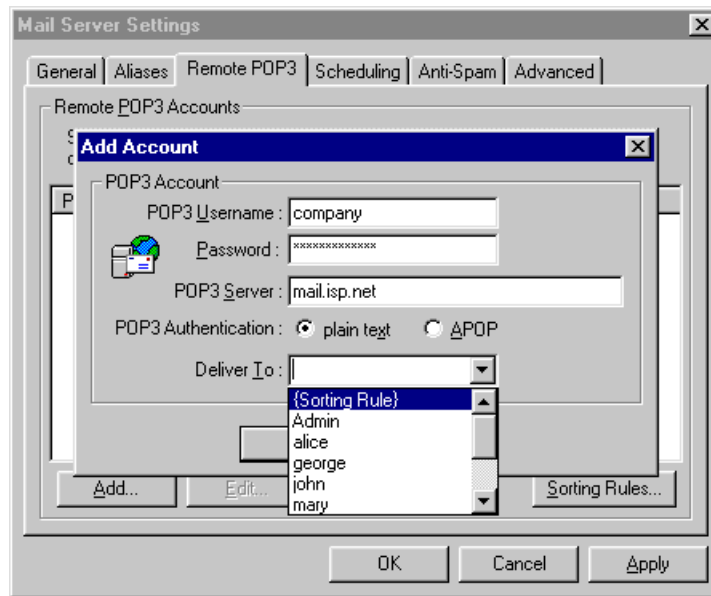 Mail Server Settings
General Aliases Remote POP3 Scheduling Anti-Spam Advanced
Remote POP3 Accounts
Add Account
POP3 Account
POP3 Username : company
Password : xxxxxxxxxxxxx
POP3 Server : mail.isp.net
POP3 Authentication : plain text APOP
Deliver To :
{Sorting Rule}
Admin
alice
george
john
mary
Add... Edit... Sorting Rules...
OK Cancel Apply